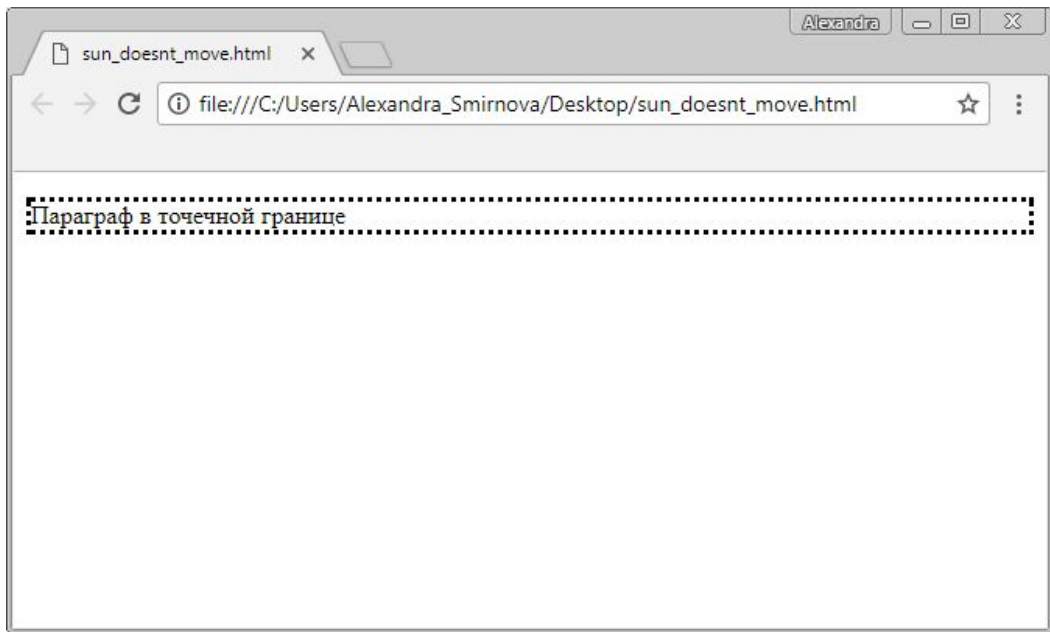 Alexandra
sun_doesnt_move.html
file:///C:/Users/Alexandra_Smirnova/Desktop/sun_doesnt_move.html
Параграф в точечной границе